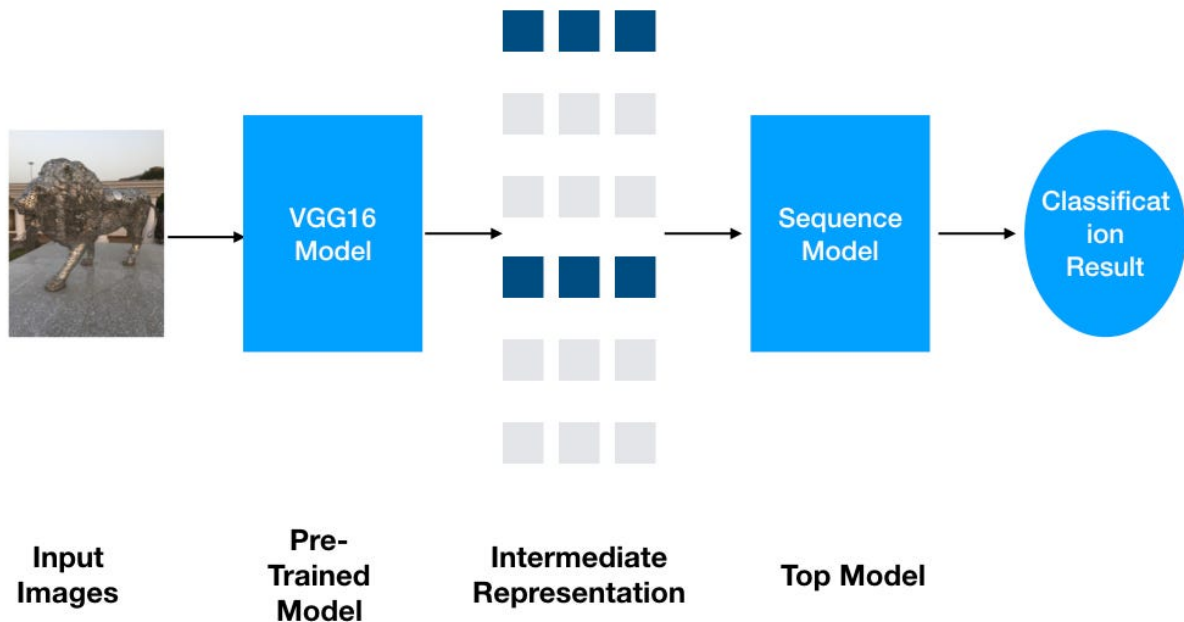 VGG16
Model
Sequence
Model
Classificat
ion
Result
Input
Images
Pre-
Trained
Model
Intermediate
Representation
Top Model